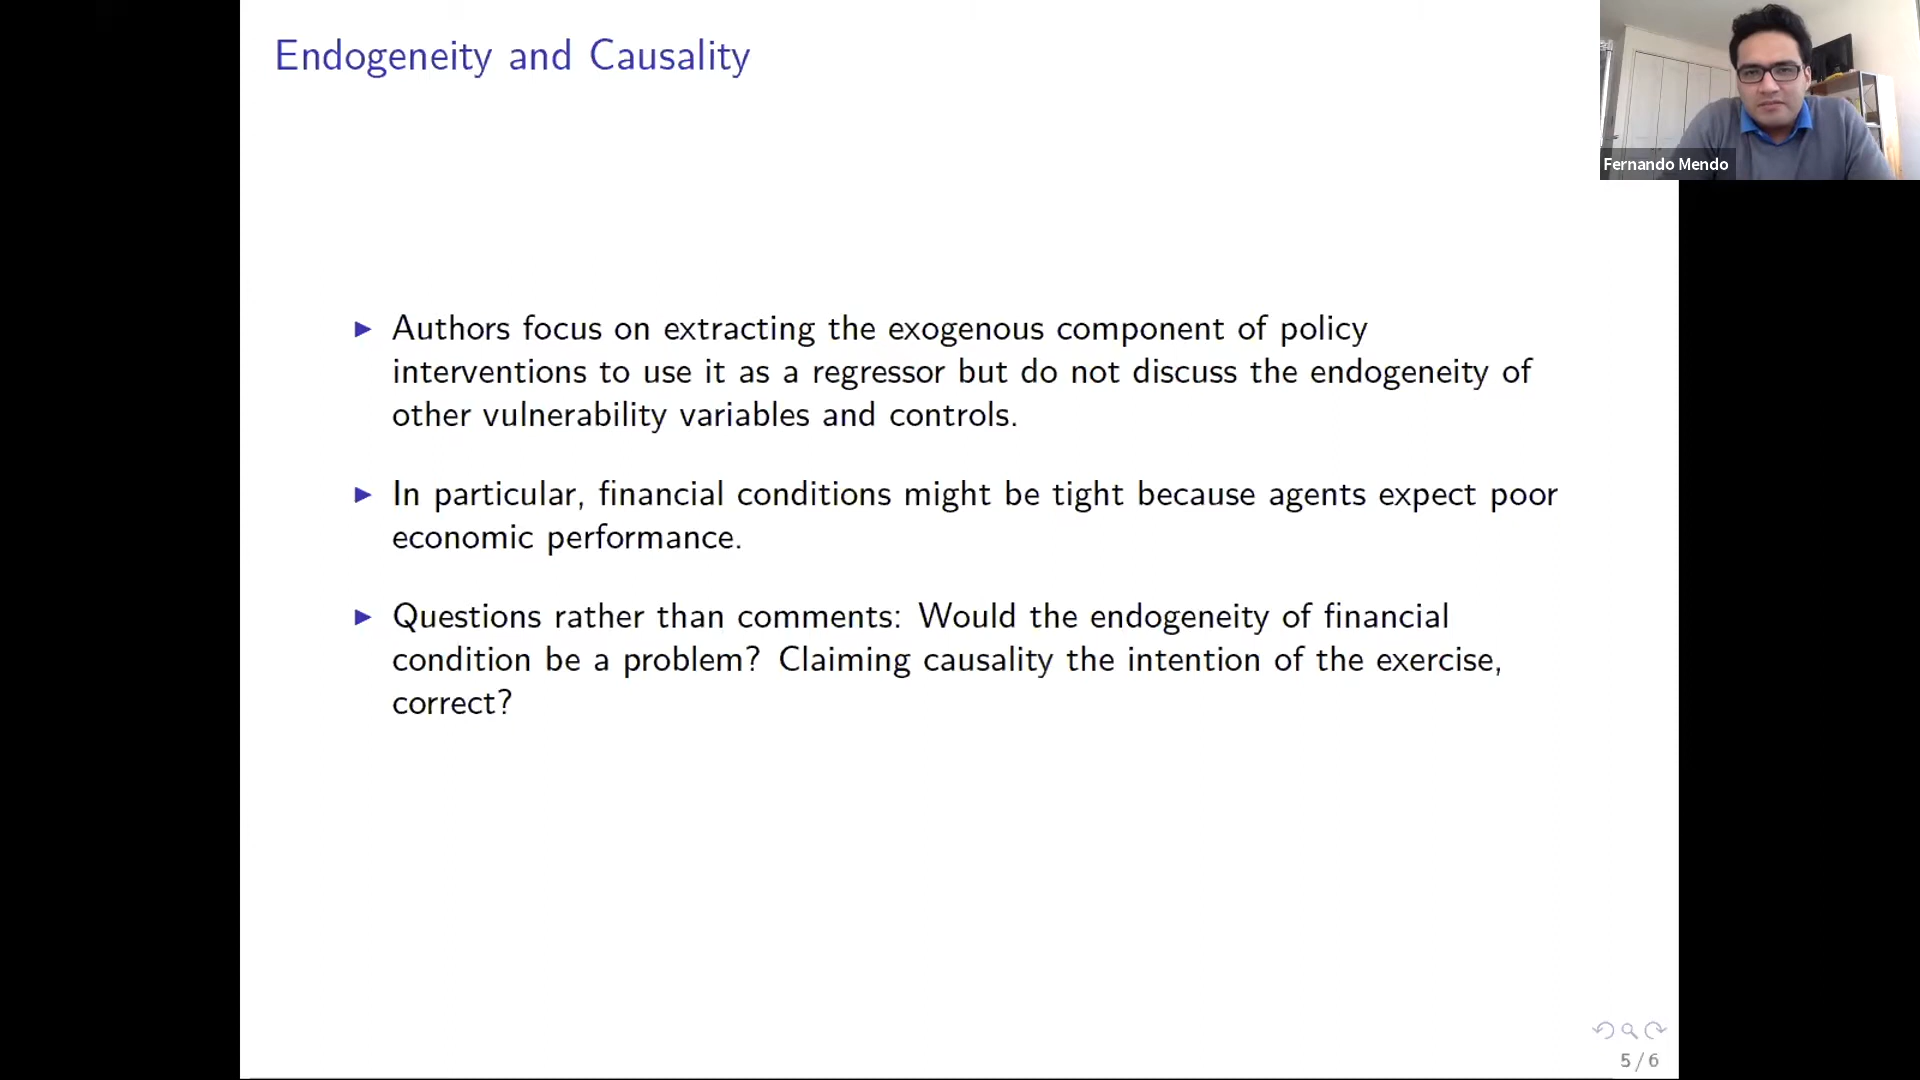 Endogeneity and Causality
Fernando Mendo
Authors focus on extracting the exogenous component of policy
interventions to use it as a regressor but do not discuss the endogeneity of
other vulnerability variables and controls.
In particular, financial conditions might be tight because agents expect poor
economic performance.
Questions rather than comments: Would the endogeneity of financial
condition be a problem? Claiming causality the intention of the exercise,
correct?
5 / 6